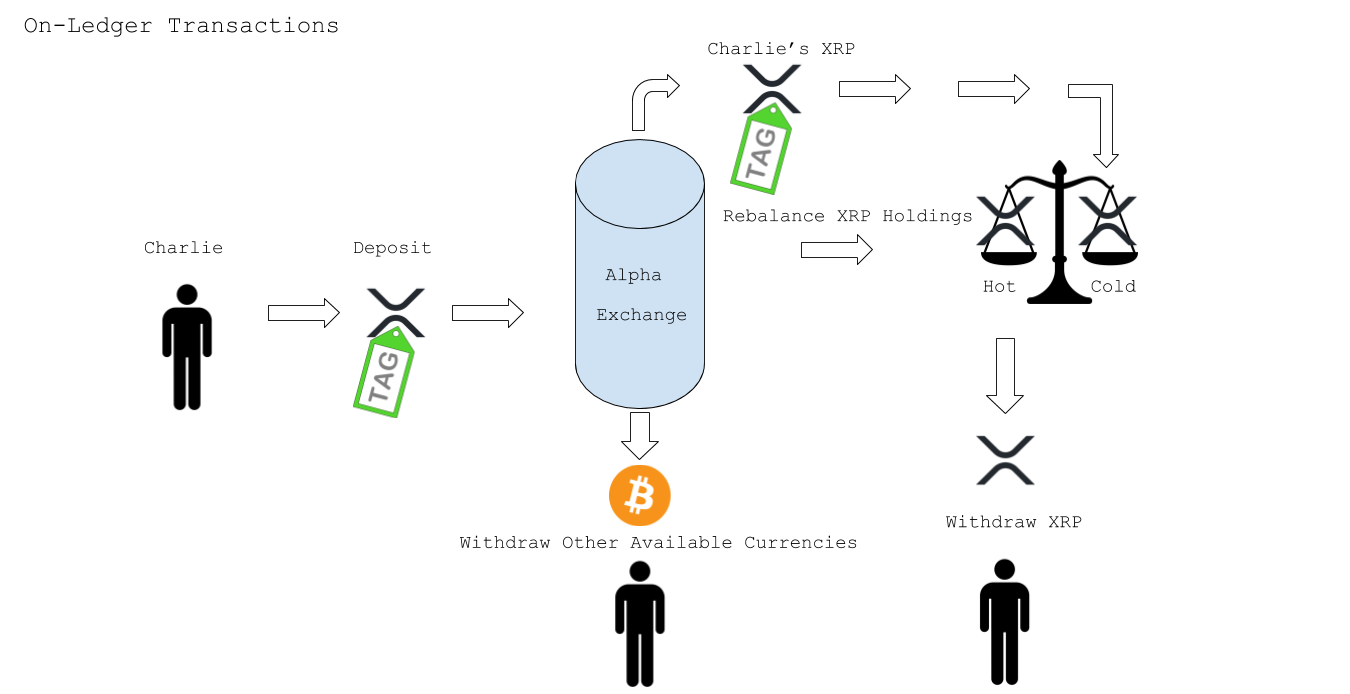 On-Ledger Transactions
Charlie’s XRP
TAG
Rebalance XRP Holdings
Charlie
Deposit
TAG
Alpha
Exchange
Hot
Cold
Withdraw XRP
Withdraw Other Available Currencies